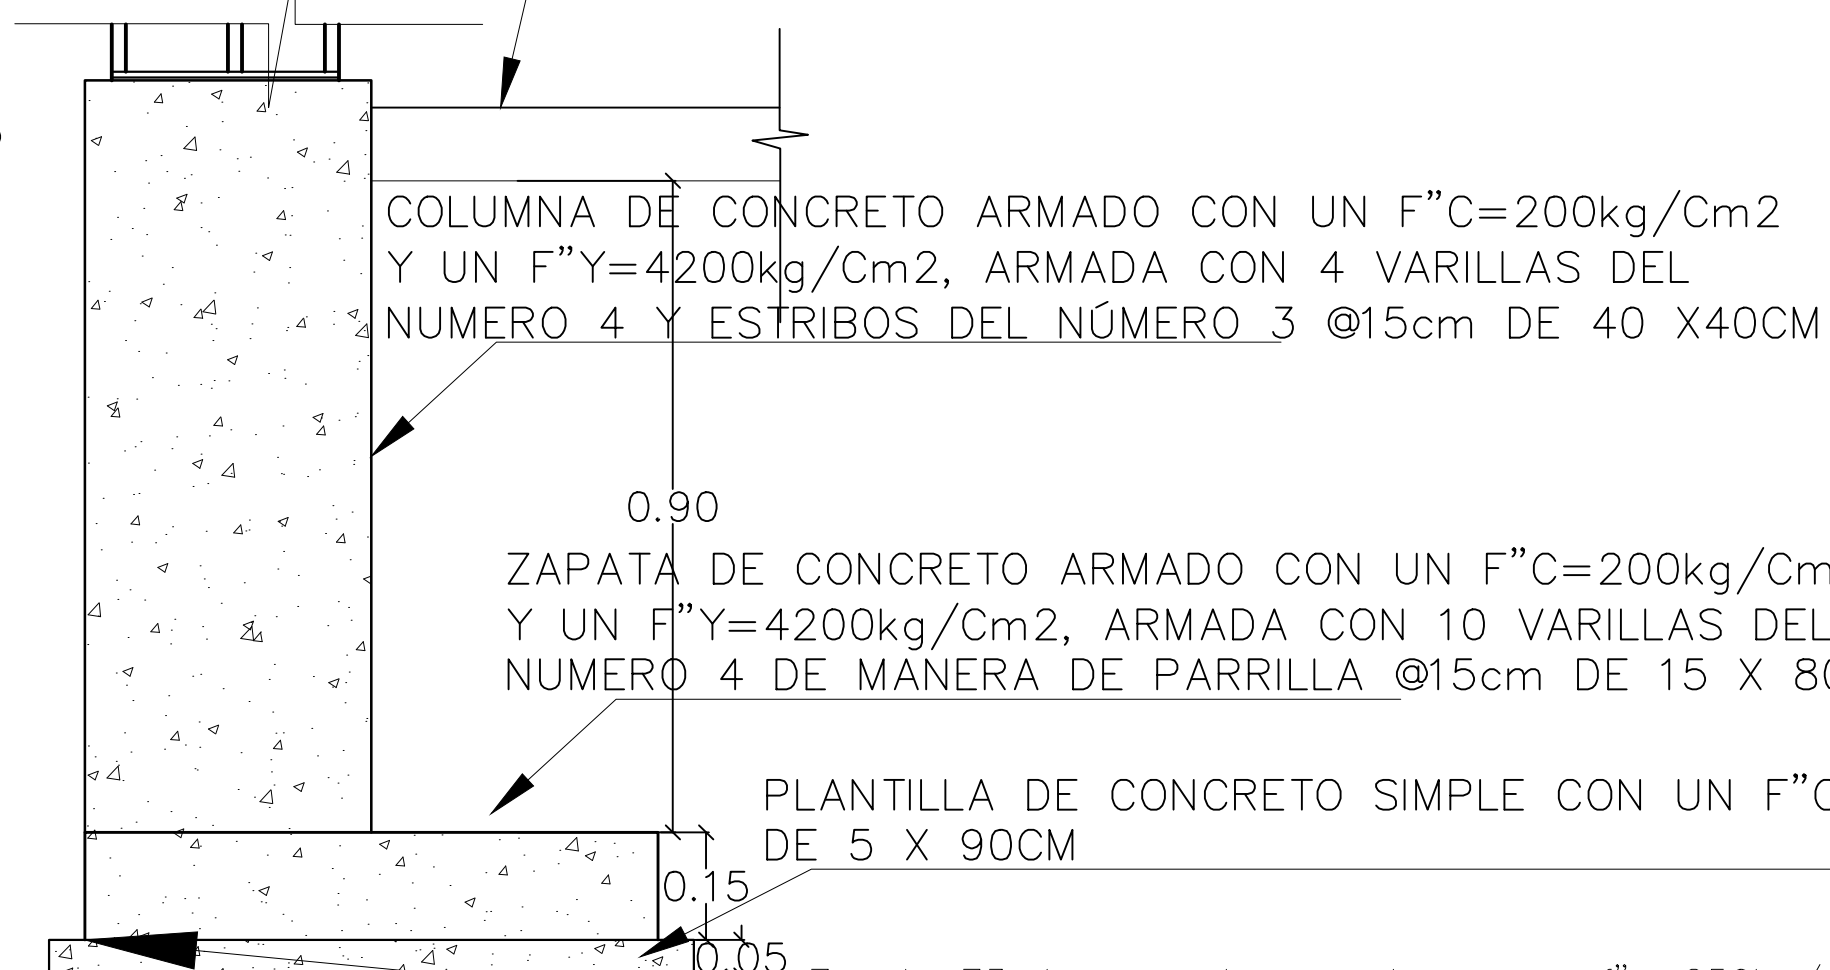 COLUMNA DE CONCRETO ARMADO CON UN F”C=200kg/Cm2
Y UN F”Y=4200kg/Cm2, ARMADA CON 4 VARILLAS DEL
NUMERO 4 Y ESTRIBOS DEL NÚMERO 3 @15cm DE 40 X40CM
0.90
ZAPATA DE CONCRETO ARMADO CON UN F”C=200kg/Cm
Y UN F”Y=4200kg/Cm2, ARMADA CON 10 VARILLAS DEL
NUMERO 4 DE MANERA DE PARRILLA @15cm DE 15 X 80
PLANTILLA DE CONCRETO SIMPLE CON UN F”C
DE 5 X 90CM
0.15
0.05